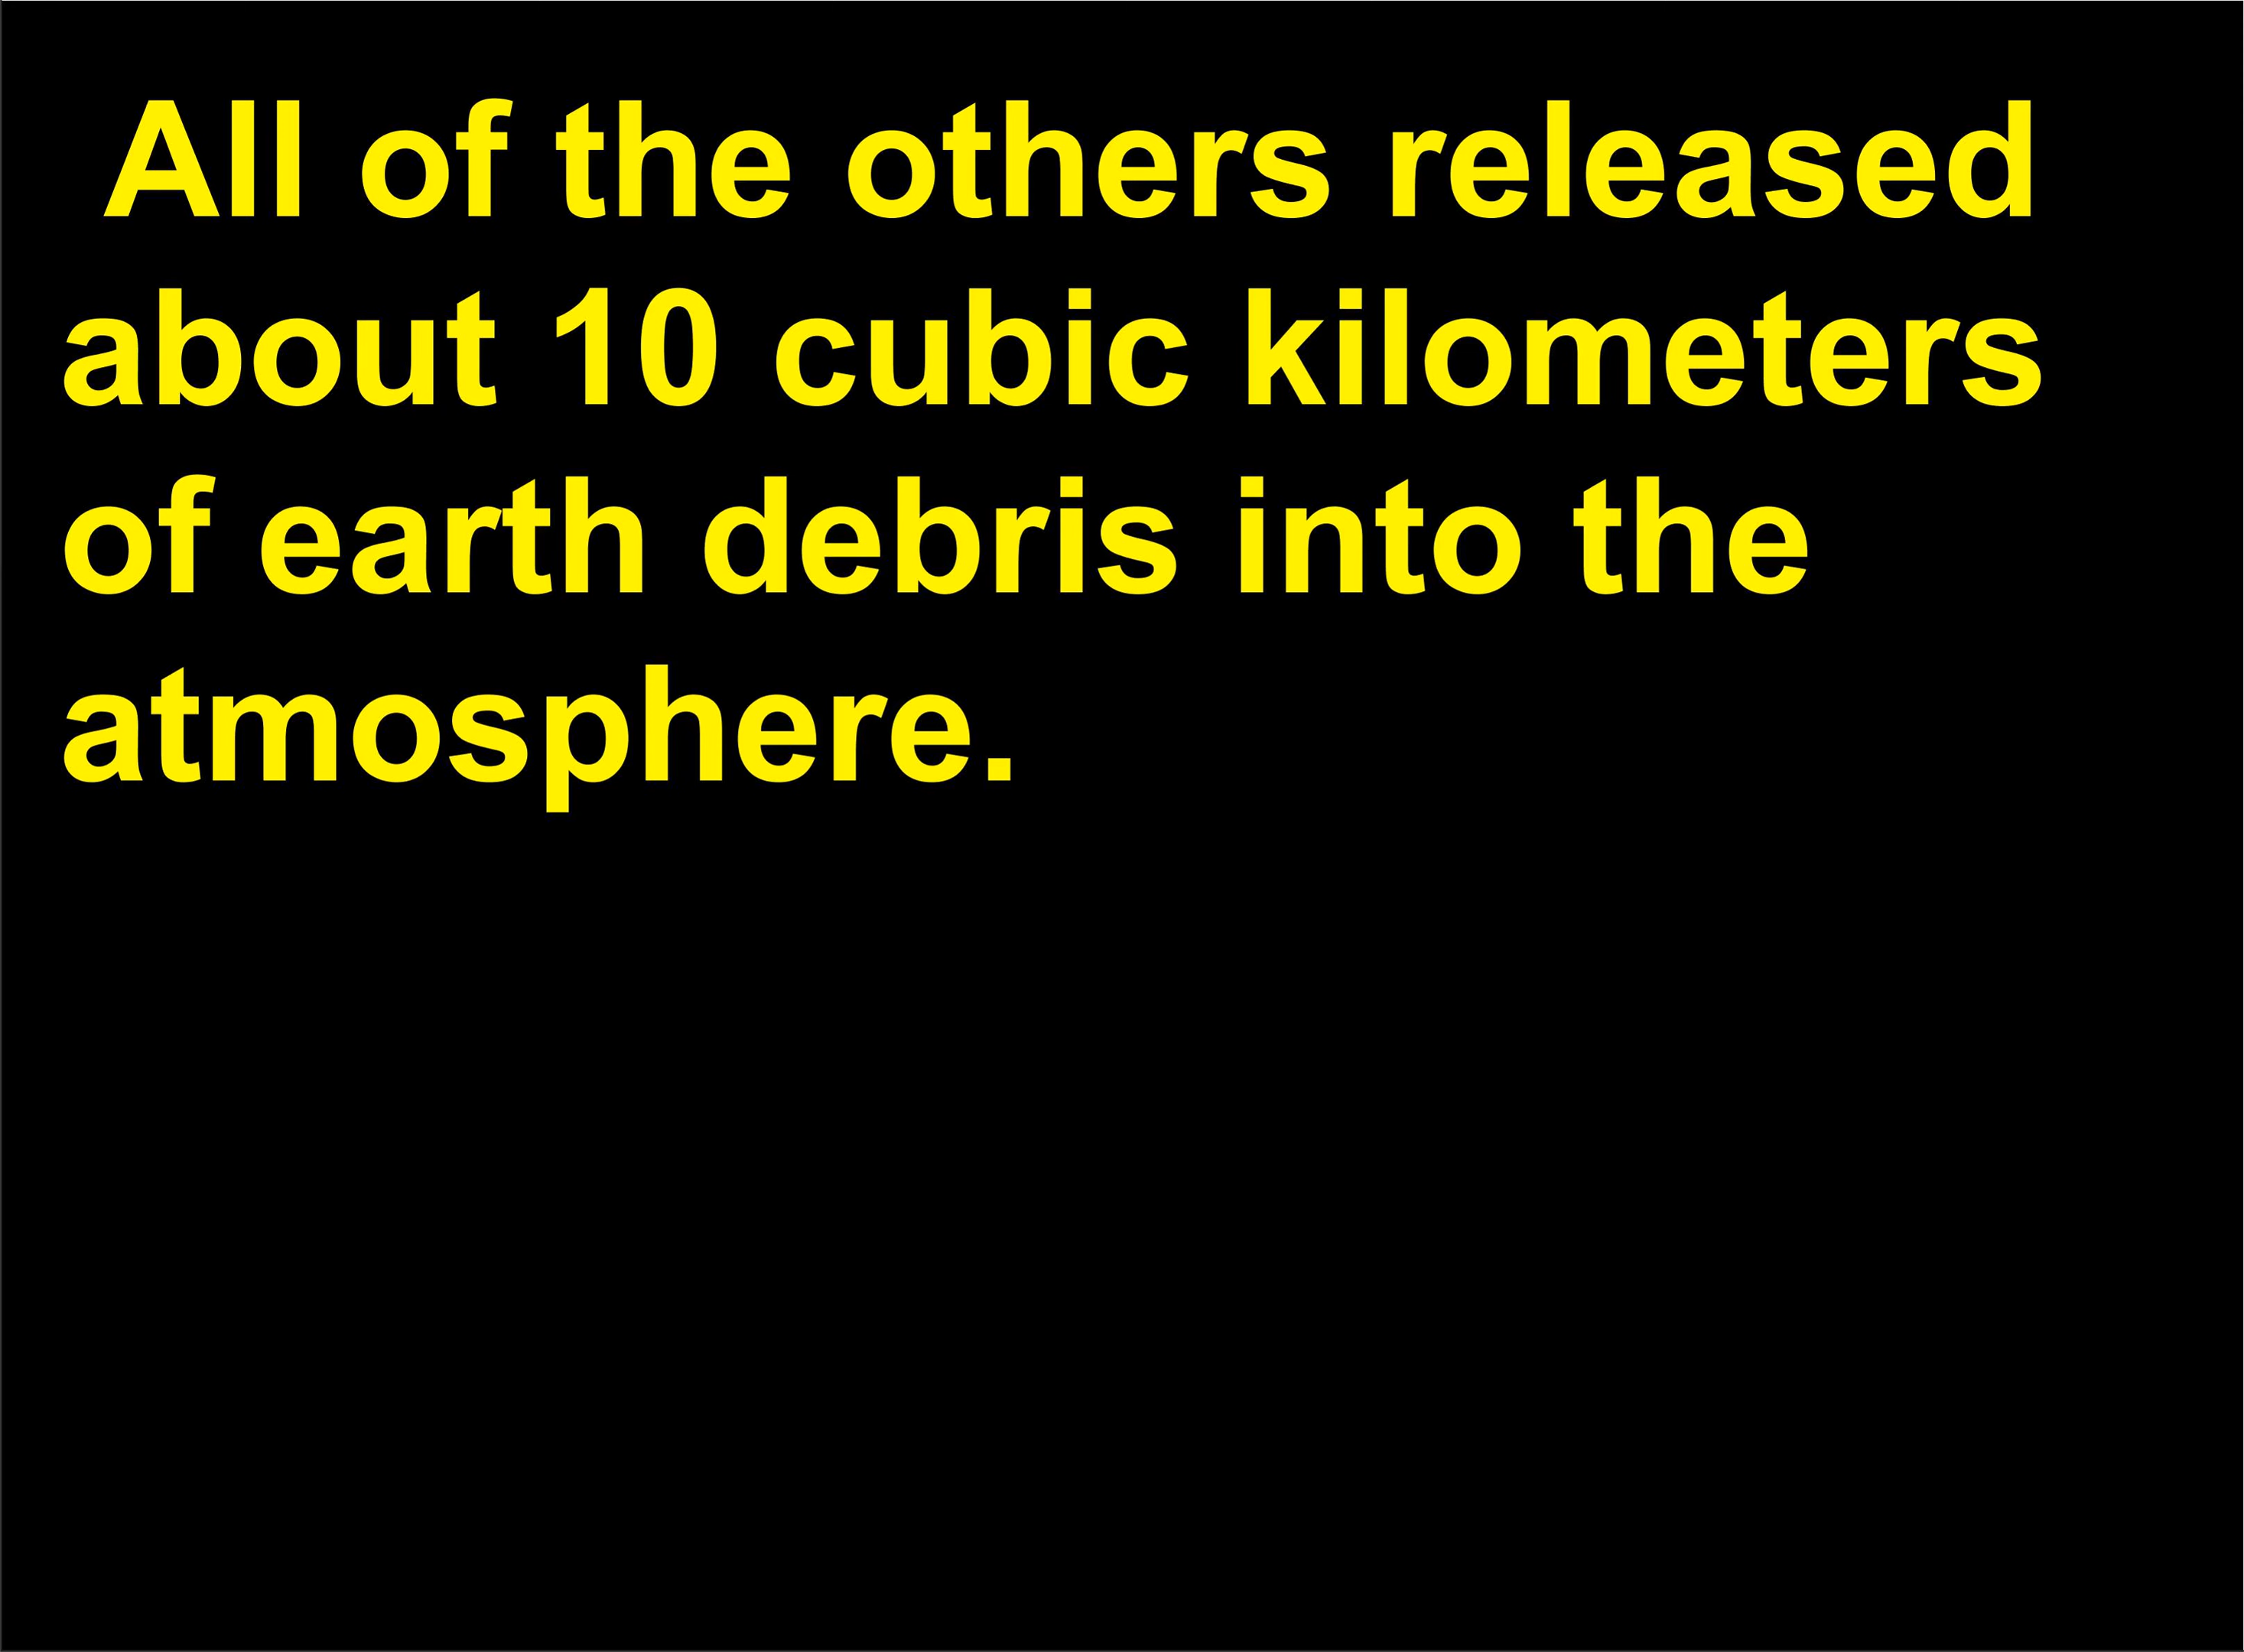 All of the others released
about 10 cubic kilometers
of earth debris into the
atmosphere.